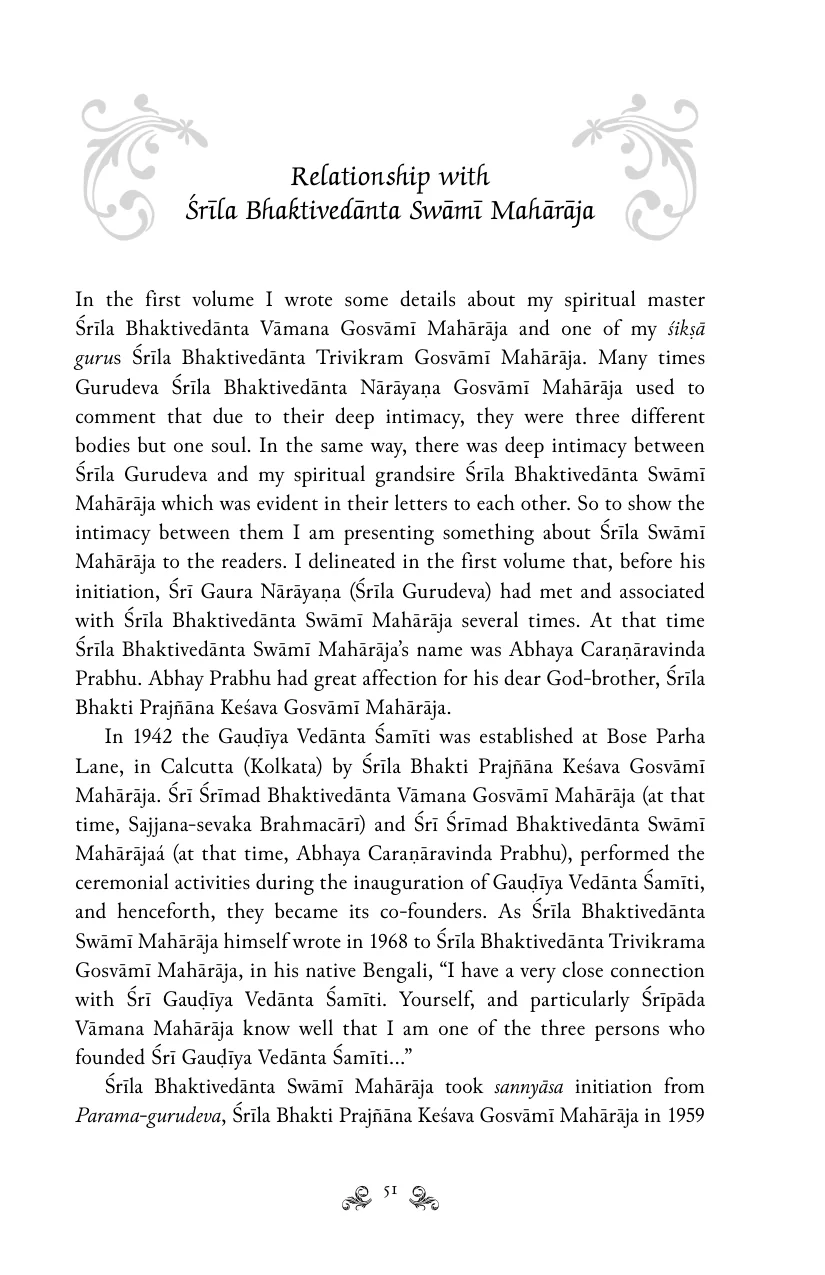 Relationship with
Śrīla Bhaktivedānta Swāmī Mahārāja
In the first volume I wrote some details about my spiritual master
Śrīla Bhaktivedānta Vāmana Gosvāmī Mahārāja and one of my śikṣā
gurus Śrīla Bhaktivedānta Trivikram Gosvāmī Mahārāja. Many times
Gurudeva Śrīla Bhaktivedānta Nārāyaṇa Gosvāmī Mahārāja used to
comment that due to their deep intimacy, they were three different
bodies but one soul. In the same way, there was deep intimacy between
Śrīla Gurudeva and my spiritual grandsire Śrīla Bhaktivedānta Swāmī
Mahārāja which was evident in their letters to each other. So to show the
intimacy between them I am presenting something about Śrīla Swāmī
Mahārāja to the readers. I delineated in the first volume that, before his
initiation, Śrī Gaura Nārāyaṇa (Śrīla Gurudeva) had met and associated
with Śrīla Bhaktivedānta Swāmī Mahārāja several times. At that time
Śrīla Bhaktivedānta Swāmī Mahārāja’s name was Abhaya Caraṇāravinda
Prabhu. Abhay Prabhu had great affection for his dear God-brother, Śrīla
Bhakti Prajñāna Keśava Gosvāmī Mahārāja.
In 1942 the Gauḍīya Vedānta Śamīti was established at Bose Parha
Lane, in Calcutta (Kolkata) by Śrīla Bhakti Prajñāna Keśava Gosvāmī
Mahārāja. Śrī Śrīmad Bhaktivedānta Vāmana Gosvāmī Mahārāja (at that
time, Sajjana-sevaka Brahmacārī) and Śrī Śrīmad Bhaktivedānta Swāmī
Mahārājaá (at that time, Abhaya Caraṇāravinda Prabhu), performed the
ceremonial activities during the inauguration of Gauḍīya Vedānta Śamīti,
and henceforth, they became its co-founders. As Śrīla Bhaktivedānta
Swāmī Mahārāja himself wrote in 1968 to Śrīla Bhaktivedānta Trivikrama
Gosvāmī Mahārāja, in his native Bengali, “I have a very close connection
with Śrī Gauḍīya Vedānta Śamīti. Yourself, and particularly Śrīpāda
Vāmana Mahārāja know well that I am one of the three persons who
founded Śrī Gauḍīya Vedānta Śamīti...”
Śrīla Bhaktivedānta Swāmī Mahārāja took sannyāsa initiation from
Parama-gurudeva, Śrīla Bhakti Prajñāna Keśava Gosvāmī Mahārāja in 1959
51